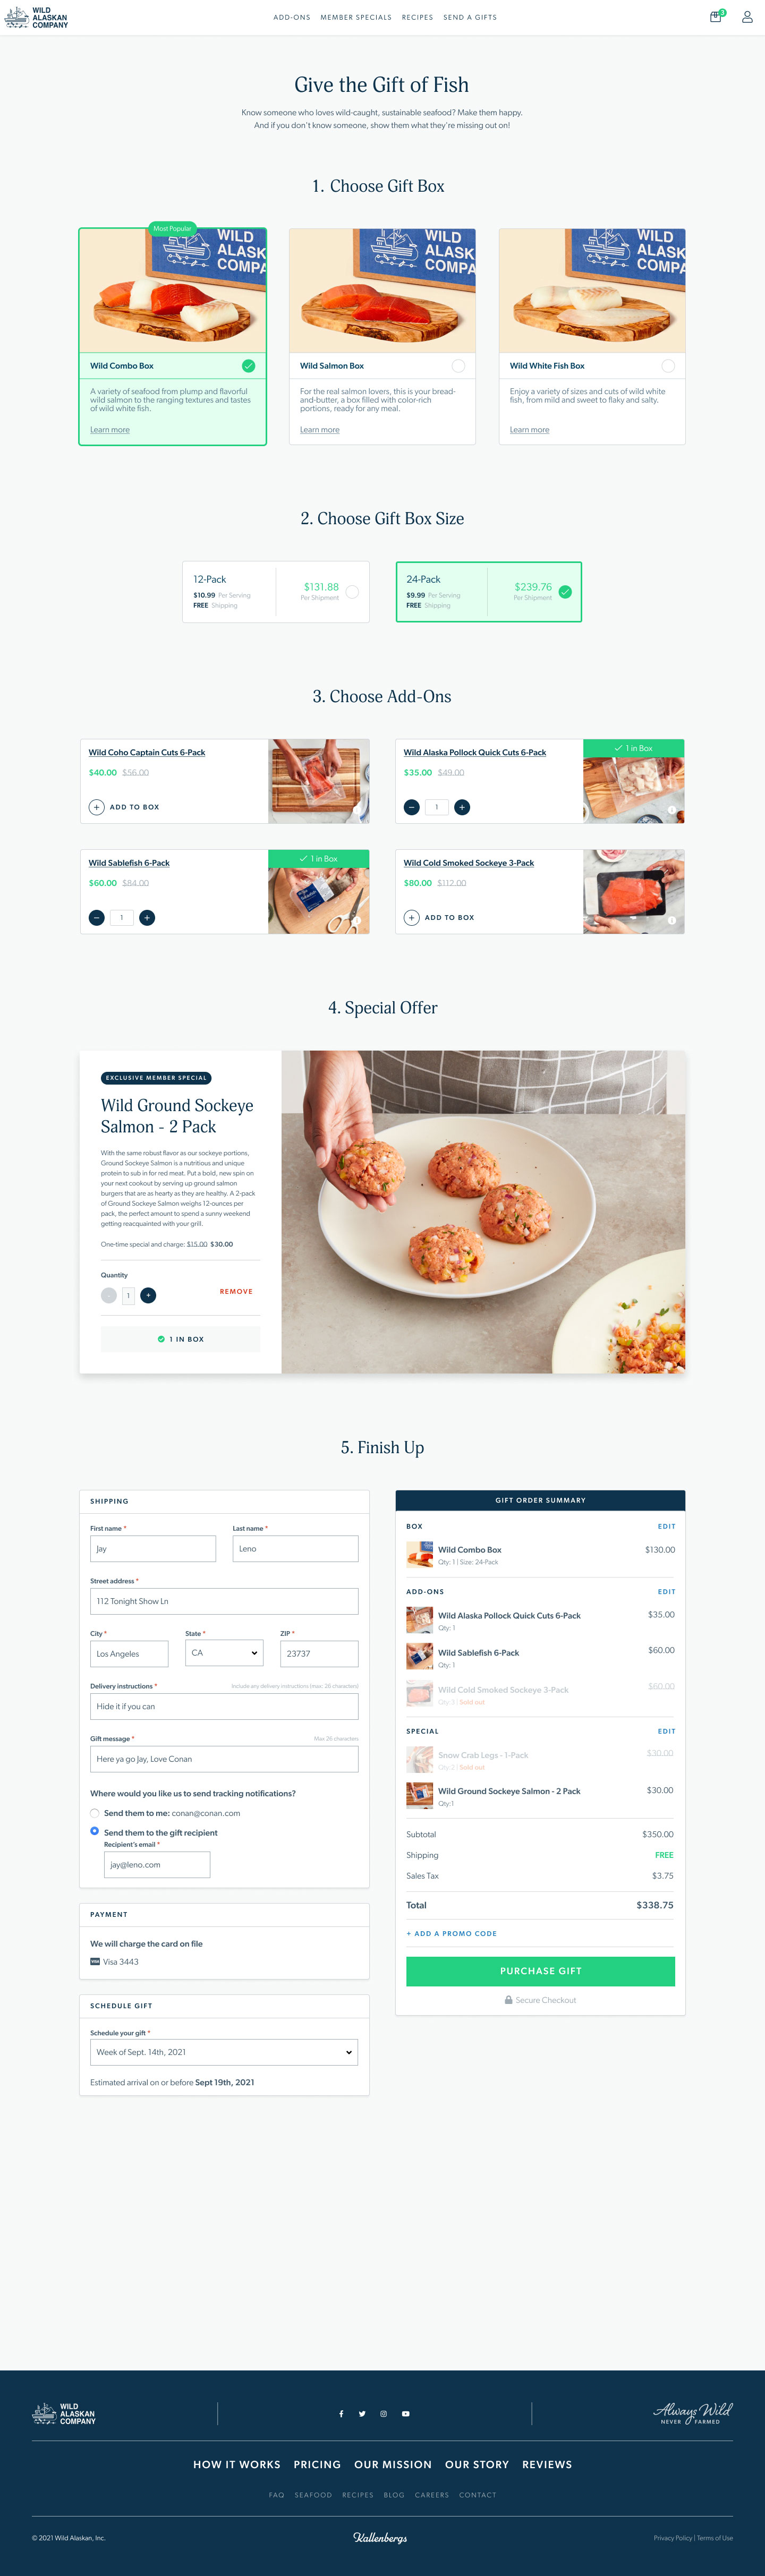 WILD
ALASKAN
COMPANY
ADD-ONS MEMBER SPECIALS RECIPES SEND A GIFTS
3
Give the Gift of Fish
Know someone who loves wild-caught, sustainable seafood? Make them happy.
And if you don't know someone, show them what they're missing out on!
1. Choose Gift Box
Most Popular
WILD
ALASK
COMPA
Wild Combo Box
A variety of seafood from plump and flavorful
wild salmon to the ranging textures and tastes
of wild white fish.
Learn more
WILD
ALASK
COMPA
Wild Salmon Box
For the real salmon lovers, this is your bread-
and-butter, a box filled with color-rich
portions, ready for any meal.
Learn more
WILD
ALASK
COMPA
Wild White Fish Box
Enjoy a variety of sizes and cuts of wild white
fish, from mild and sweet to flaky and salty.
Learn more
2. Choose Gift Box Size
12-Pack
$10.99 Per Serving
FREE Shipping
$131.88
Per Shipment
24-Pack
$9.99 Per Serving
FREE Shipping
$239.76
Per Shipment
3. Choose Add-Ons
Wild Coho Captain Cuts 6-Pack
$40.00 $56.00
+ ADD TO BOX
Wild Alaska Pollock Quick Cuts 6-Pack
$35.00 $49.00
− 1 +
1 in Box
Wild Sablefish 6-Pack
$60.00 $84.00
− 1 +
1 in Box
Wild Cold Smoked Sockeye 3-Pack
$80.00 $112.00
+ ADD TO BOX
4. Special Offer
EXCLUSIVE MEMBER SPECIAL
Wild Ground Sockeye
Salmon - 2 Pack
With the same robust flavor as our sockeye portions,
Ground Sockeye Salmon is a nutritious and unique
protein to sub in for red meat. Put a bold, new spin on
your next cookout by serving up ground salmon
burgers that are as hearty as they are healthy. A 2-pack
of Ground Sockeye Salmon weighs 12-ounces per
pack, the perfect amount to spend a sunny weekend
getting reacquainted with your grill.
One-time special and charge: $15.00 $30.00
Quantity
- 1 + REMOVE
1 IN BOX
5. Finish Up
SHIPPING
First name * Last name *
Jay Leno
Street address *
112 Tonight Show Ln
City * State * ZIP *
Los Angeles CA 23737
Delivery instructions * Include any delivery instructions (max: 26 characters)
Hide it if you can
Gift message * Max 26 characters
Here ya go Jay, Love Conan
Where would you like us to send tracking notifications?
Send them to me: conan@conan.com
Send them to the gift recipient
Recipient's email *
jay@leno.com
PAYMENT
We will charge the card on file
VISA Visa 3443
SCHEDULE GIFT
Schedule your gift *
Week of Sept. 14th, 2021
Estimated arrival on or before Sept 19th, 2021
GIFT ORDER SUMMARY
BOX EDIT
Wild Combo Box $130.00
Qty: 1 | Size: 24-Pack
ADD-ONS EDIT
Wild Alaska Pollock Quick Cuts 6-Pack $35.00
Qty: 1
Wild Sablefish 6-Pack $60.00
Qty: 1
Wild Cold Smoked Sockeye 3-Pack $60.00
Qty: 3 | Sold out
SPECIAL EDIT
Snow Crab Legs - 1-Pack $30.00
Qty: 2 | Sold out
Wild Ground Sockeye Salmon - 2 Pack $30.00
Qty:1
Subtotal $350.00
Shipping FREE
Sales Tax $3.75
Total $338.75
+ ADD A PROMO CODE
PURCHASE GIFT
Secure Checkout
WILD
ALASKAN
COMPANY
Always Wild
NEVER FARMED
HOW IT WORKS PRICING OUR MISSION OUR STORY REVIEWS
FAQ SEAFOOD RECIPES BLOG CAREERS CONTACT
© 2021 Wild Alaskan, Inc.
Kallenbergs
Privacy Policy | Terms of Use